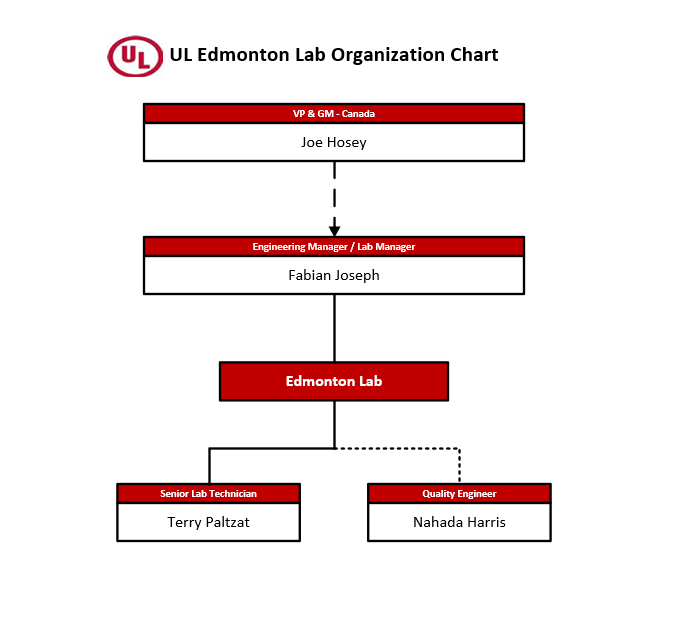 UL
UL Edmonton Lab Organization Chart
VP & GM - Canada
Joe Hosey
Engineering Manager / Lab Manager
Fabian Joseph
Edmonton Lab
Senior Lab Technician
Terry Paltzat
Quality Engineer
Nahada Harris